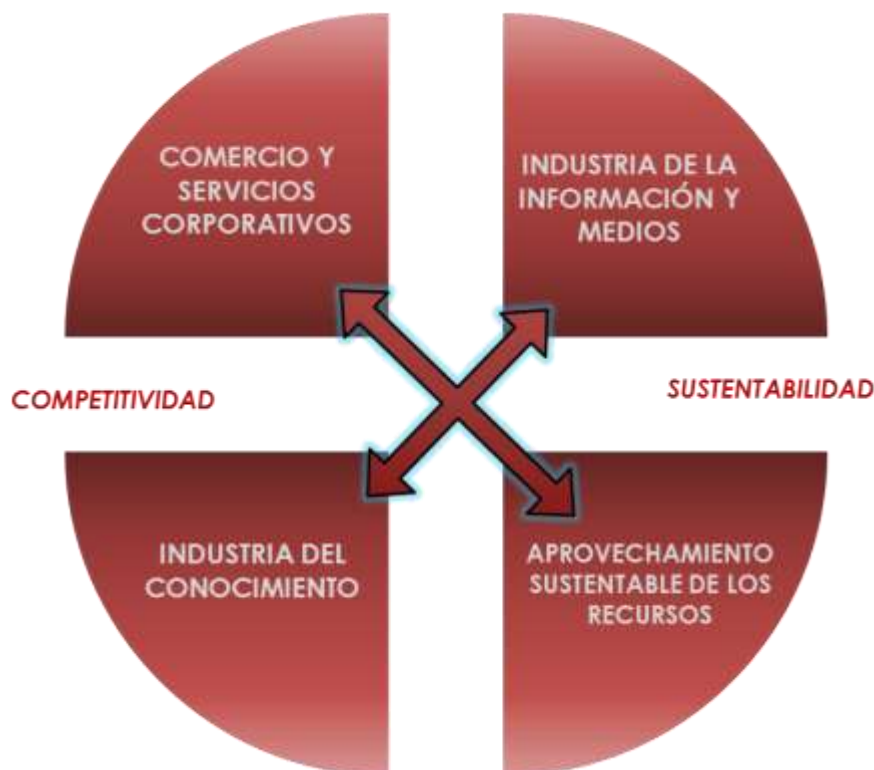 COMERCIO Y
SERVICIOS
CORPORATIVOS
INDUSTRIA DE LA
INFORMACIÓN Y
MEDIOS
COMPETITIVIDAD
SUSTENTABILIDAD
INDUSTRIA DEL
CONOCIMIENTO
APROVECHAMIENTO
SUSTENTABLE DE LOS
RECURSOS